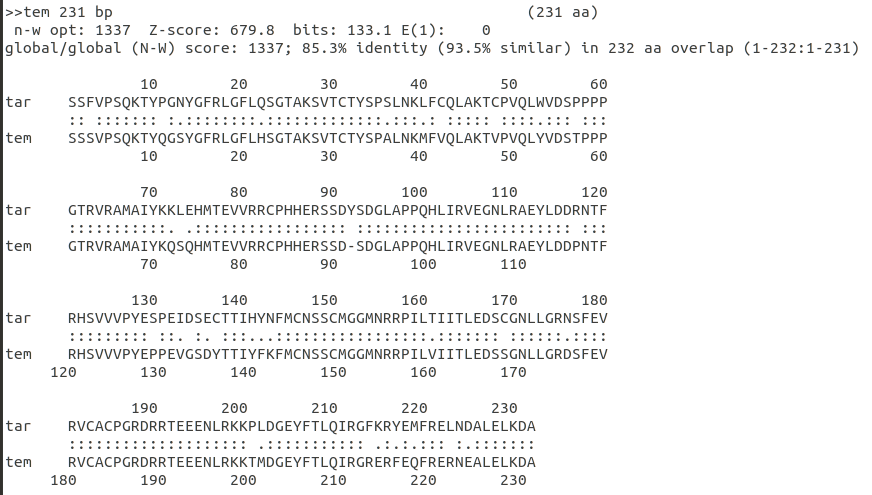 >>tem 231 bp                                              (231 aa)
 n-w opt: 1337  Z-score: 679.8  bits: 133.1 E(1):    0
global/global (N-W) score: 1337; 85.3% identity (93.5% similar) in 232 aa overlap (1-232:1-231)
               10        20        30        40        50        60
tar    SSFVPSQKTYPGNYGFRLGFLQSGTAKSVTCTYSPSLNKLFCQLAKTCPVQLWVDSPPPP
       :: ::::::: :.::::::::.:::::::::::::.:::.: ::::: ::::.::: :::
tem    SSSVPSQKTYQGSYGFRLGFLHSGTAKSVTCTYSPALNKMFVQLAKTVPVQLYVDSTPPP
               10        20        30        40        50        60
               70        80        90       100       110       120
tar    GTRVRAMAIYKKLEHMTEVVRRCPHHERSSDYSDGLAPPQHLIRVEGNLRAEYLDDRNTF
       :::::::::::. .::::::::::::::::: :::::::::::::::::::::::: :::
tem    GTRVRAMAIYKQSQHMTEVVRRCPHHERSSD-SDGLAPPQHLIRVEGNLRAEYLDDPNTF
               70        80        90        100       110
              130       140       150       160       170       180
tar    RHSVVVPYESPEIDSECTTIHYNFMCNSSCMGGMNRRPILTIITLEDSCGNLLGRNSFEV
       ::::::::: ::. :. :::...:::::::::::::::::.::::::: ::::::.::::
tem    RHSVVVPYEPPEVGSDYTTIYFKFMCNSSCMGGMNRRPILVIITLEDSSGNLLGRDSFEV
     120       130       140       150       160       170
              190       200       210       220       230
tar    RVCACPGRDRRTEEENLRKKPLDGEYFTLQIRGFKRYEMFRELNDALELKDA
       :::::::::::::::::::: .::::::::::: .:.:.::: :.:::::::
tem    RVCACPGRDRRTEEENLRKKTMDGEYFTLQIRGRERFEQFRERNEALELKDA
     180       190       200       210       220       230